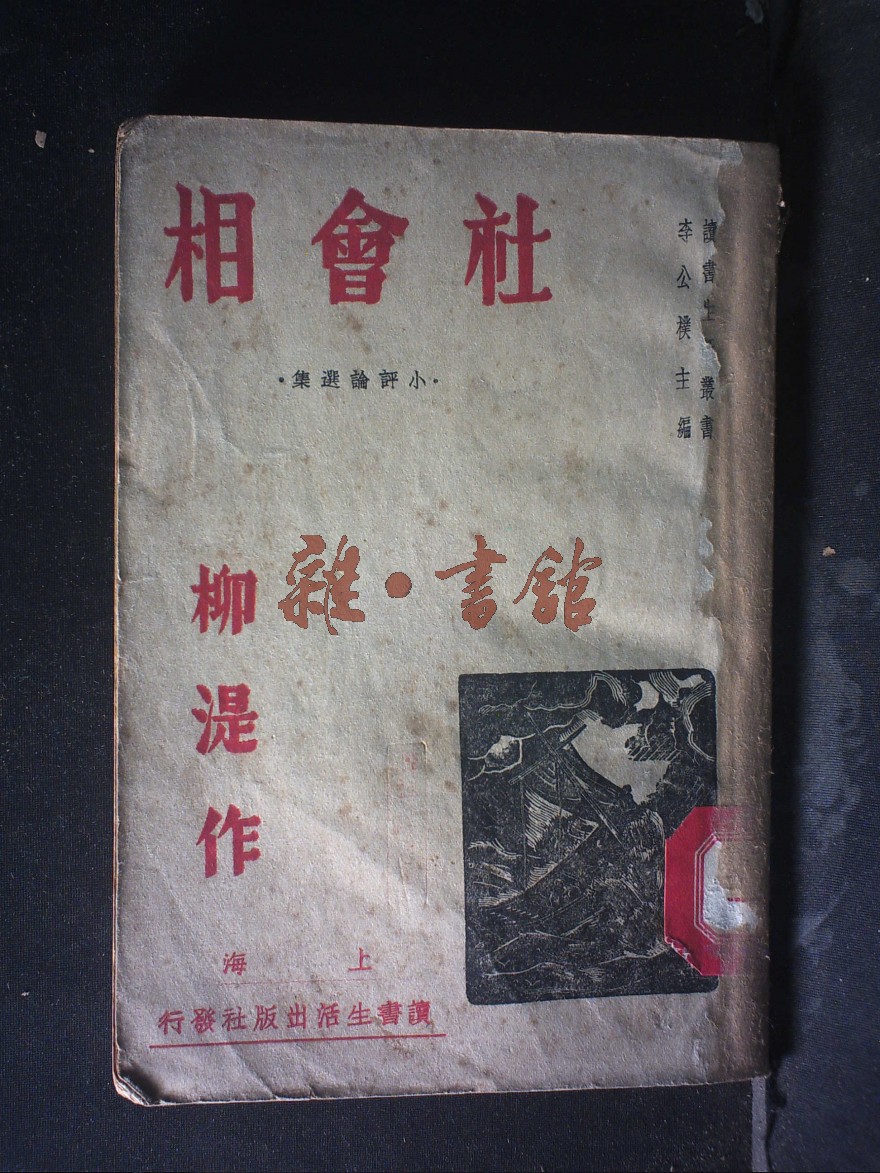 讀書生 叢書
李公樸主編
社會相
•小評論選集•
柳湜作
雜•書館
上海
讀書生活出版社發行